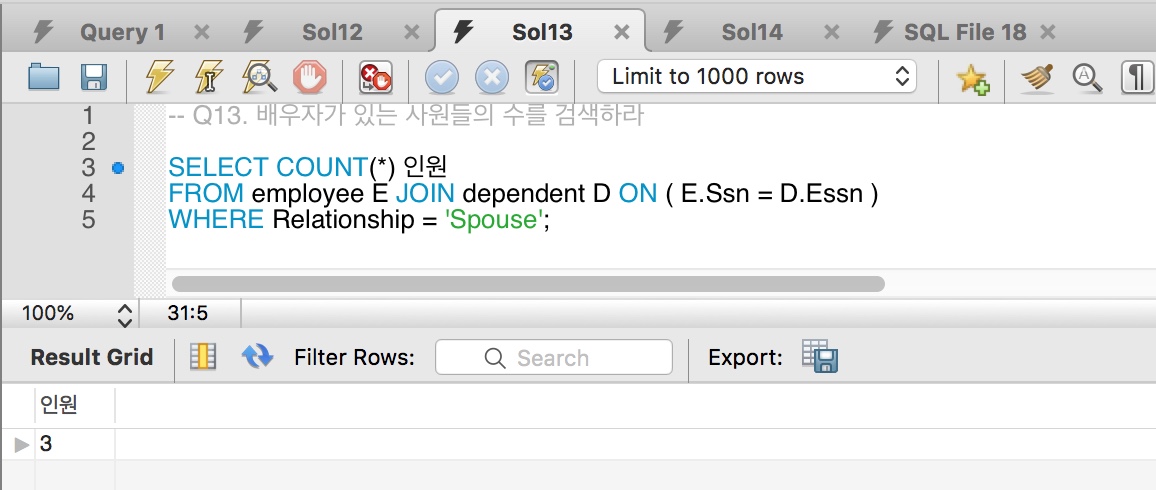 Query 1 × Sol12 × Sol13 × Sol14 × SQL File 18 ×
Limit to 1000 rows
1 -- Q13. 배우자가 있는 사원들의 수를 검색하라
2
3 SELECT COUNT(*) 인원
4 FROM employee E JOIN dependent D ON ( E.Ssn = D.Essn )
5 WHERE Relationship = 'Spouse';
100% 31:5
Result Grid Filter Rows: Search Export:
인원
3